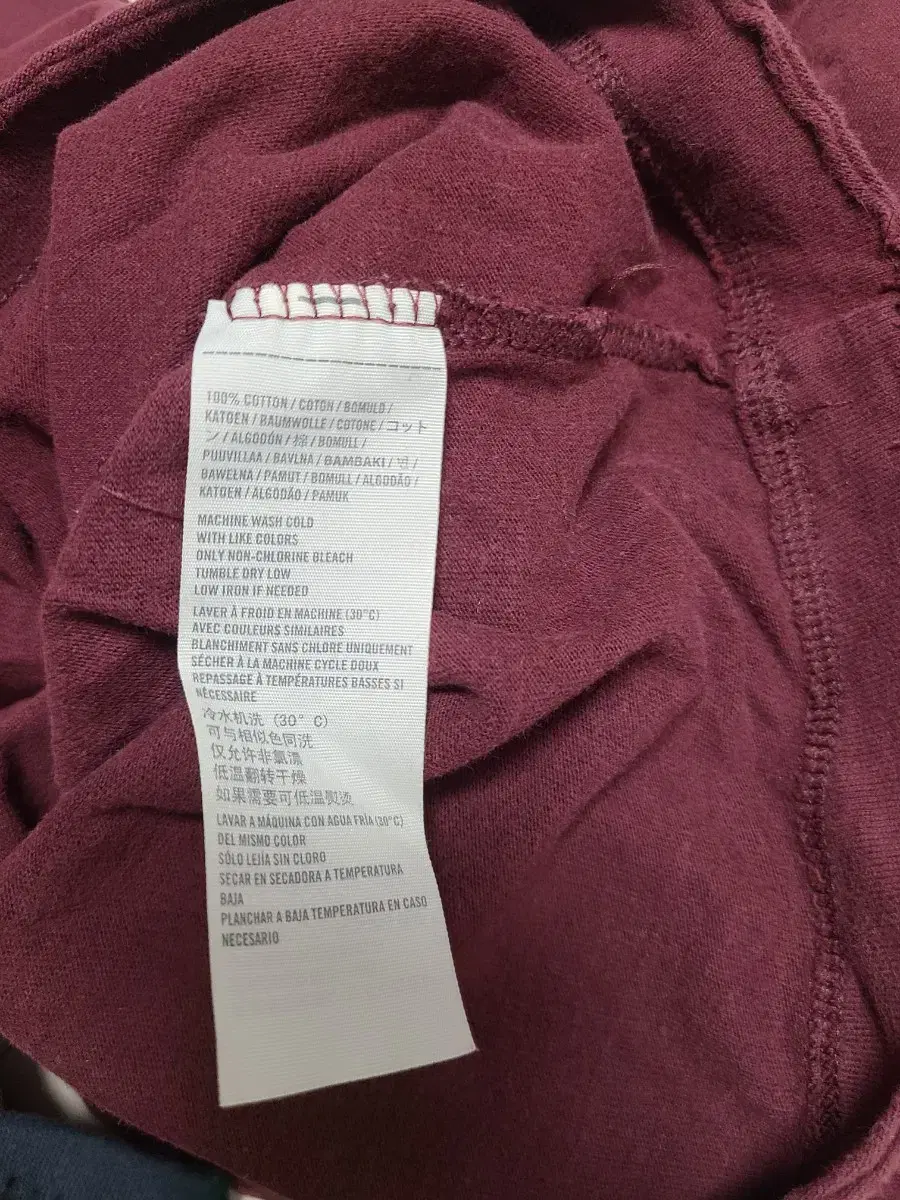 100% COTTON / COTON / BOMULD /
KATOEN / BAUMWOLLE / COTONE / コット
ン / ALGODÓN / 棉 / BOMULL /
PUUVILLAA / BAVLNA / BAMBAKI / 면 /
BAWEŁNA / PAMUT / BOMULL / ALGODÃO /
KATOEN / ALGODÃO / PAMUK
MACHINE WASH COLD
WITH LIKE COLORS
ONLY NON-CHLORINE BLEACH
TUMBLE DRY LOW
LOW IRON IF NEEDED
LAVER À FROID EN MACHINE (30°C)
AVEC COULEURS SIMILAIRES
BLANCHIMENT SANS CHLORE UNIQUEMENT
SÉCHER À LA MACHINE CYCLE DOUX
REPASSAGE À TEMPÉRATURES BASSES SI
NÉCESSAIRE
冷水机洗 (30° C)
可与相似色同洗
仅允许非氯漂
低温翻转干燥
如果需要可低温熨烫
LAVAR A MÁQUINA CON AGUA FRÍA (30°C)
DEL MISMO COLOR
SÓLO LEJÍA SIN CLORO
SECAR EN SECADORA A TEMPERATURA
BAJA
PLANCHAR A BAJA TEMPERATURA EN CASO
NECESARIO